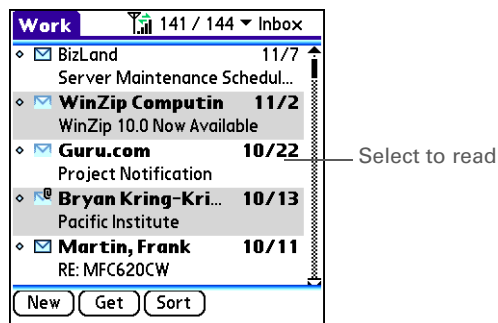 Work 141 / 144 Inbox
BizLand 11/7
Server Maintenance Schedul...
WinZip Computin 11/2
WinZip 10.0 Now Available
Guru.com 10/22
Select to read
Project Notification
Bryan Kring-Kri... 10/13
Pacific Institute
Martin, Frank 10/11
RE: MFC620CW
New Get Sort